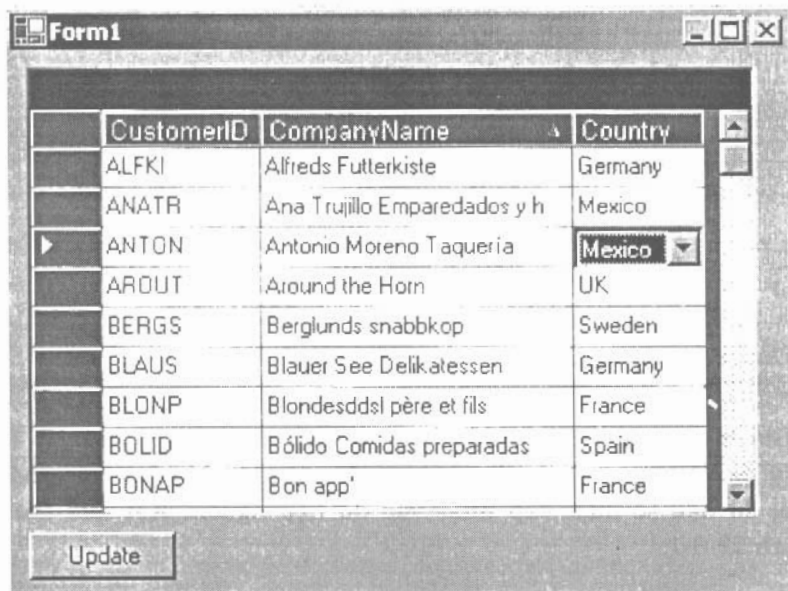 Form1
CustomerID CompanyName Country
ALFKI Alfreds Futterkiste Germany
ANATR Ana Trujillo Emparedados y h Mexico
ANTON Antonio Moreno Taquería Mexico
AROUT Around the Horn UK
BERGS Berglunds snabbkop Sweden
BLAUS Blauer See Delikatessen Germany
BLONP Blondesddsl père et fils France
BOLID Bólido Comidas preparadas Spain
BONAP Bon app' France
Update